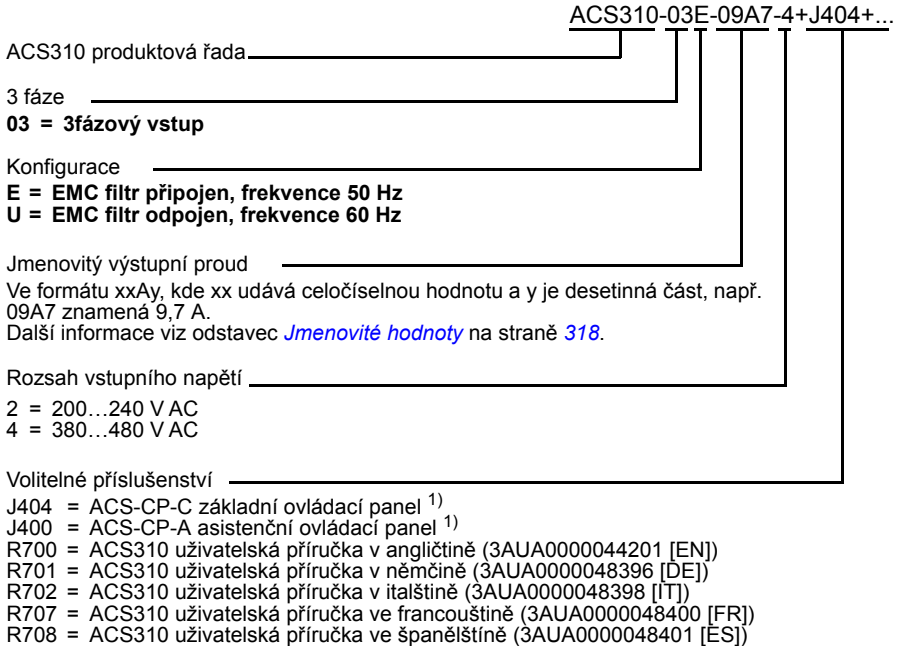 ACS310-03E-09A7-4+J404+...
ACS310 produktová řada
3 fáze
03 = 3fázový vstup
Konfigurace
E = EMC filtr připojen, frekvence 50 Hz
U = EMC filtr odpojen, frekvence 60 Hz
Jmenovitý výstupní proud
Ve formátu xxAy, kde xx udává celočíselnou hodnotu a y je desetinná část, např.
09A7 znamená 9,7 A.
Další informace viz odstavec Jmenovité hodnoty na straně 318.
Rozsah vstupního napětí
2 = 200…240 V AC
4 = 380…480 V AC
Volitelné příslušenství
J404 = ACS-CP-C základní ovládací panel 1)
J400 = ACS-CP-A asistenční ovládací panel 1)
R700 = ACS310 uživatelská příručka v angličtině (3AUA0000044201 [EN])
R701 = ACS310 uživatelská příručka v němčině (3AUA0000048396 [DE])
R702 = ACS310 uživatelská příručka v italštině (3AUA0000048398 [IT])
R707 = ACS310 uživatelská příručka ve francouštině (3AUA0000048400 [FR])
R708 = ACS310 uživatelská příručka ve španělštíně (3AUA0000048401 [ES])